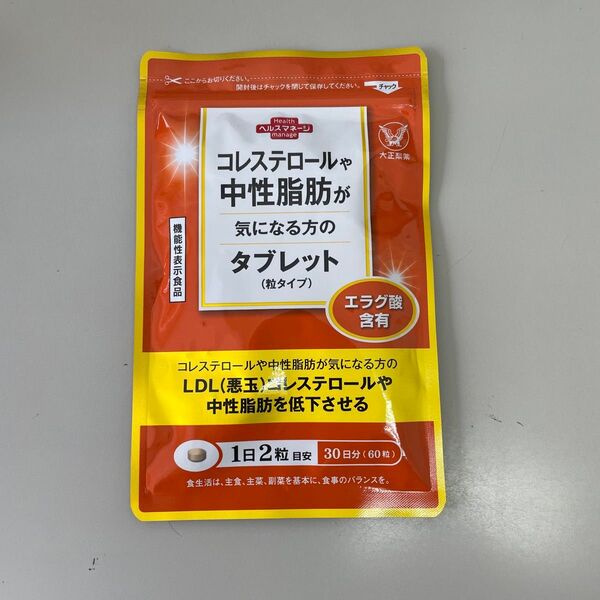 ここからお切りください。
開封後はチャックを閉じて保存してください。
チャック
Health
ヘルスマネージ
manage
大正製薬
コレステロールや
中性脂肪が
気になる方の
タブレット
(粒タイプ)
機能性表示食品
エラグ酸
含有
コレステロールや中性脂肪が気になる方の
LDL(悪玉)コレステロールや
中性脂肪を低下させる
1日2粒目安 30日分(60粒)
食生活は、主食、主菜、副菜を基本に、食事のバランスを。